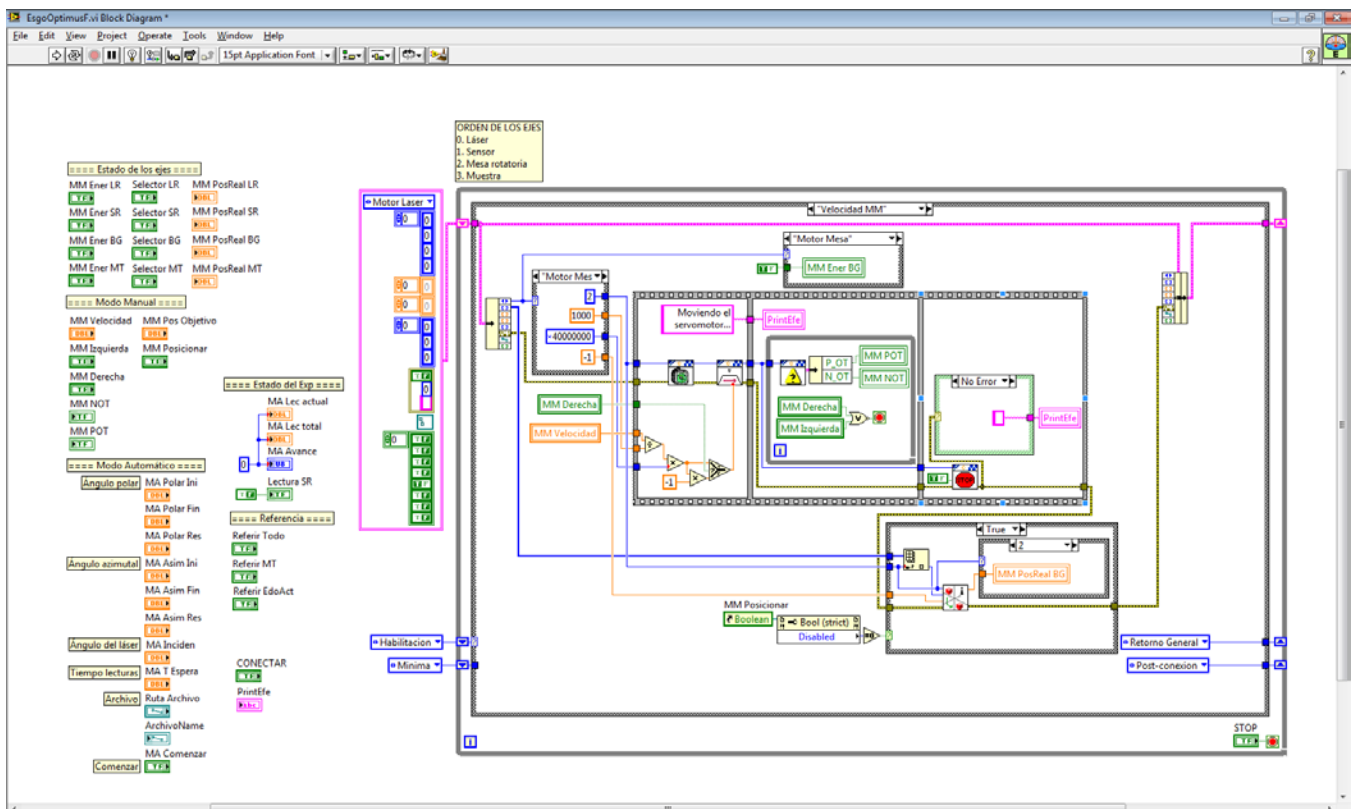 EsgoOptimusF.vi Block Diagram *
File Edit View Project Operate Tools Window Help
15pt Application Font
ORDEN DE LOS EJES
0. Láser
1. Sensor
2. Mesa rotatoria
3. Muestra
==== Estado de los ejes ====
MM Ener LR Selector LR MM PosReal LR
MM Ener SR Selector SR MM PosReal SR
MM Ener BG Selector BG MM PosReal BG
MM Ener MT Selector MT MM PosReal MT
==== Modo Manual ====
MM Velocidad MM Pos Objetivo
MM Izquierda MM Posicionar
MM Derecha
MM NOT
MM POT
==== Estado del Exp ====
MA Lec actual
MA Lec total
MA Avance
0
Lectura SR
==== Modo Automático ====
Ángulo polar MA Polar Ini
MA Polar Fin
MA Polar Res
Ángulo azimutal MA Asim Ini
MA Asim Fin
MA Asim Res
Ángulo del láser MA Inciden
Tiempo lecturas MA T Espera
Archivo Ruta Archivo
ArchivoName
MA Comenzar
Comenzar
==== Referencia ====
Referir Todo
Referir MT
Referir EdoAct
CONECTAR
PrintEfe
Motor Laser
Habilitacion
Minima
"Velocidad MM"
"Motor Mesa"
MM Ener BG
"Motor Mes
2
1000
-40000000
-1
Moviendo el
servomotor...
PrintEfe
P_OT
N_OT
MM POT
MM NOT
MM Derecha
MM Izquierda
MM Derecha
MM Velocidad
-1
No Error
PrintEfe
STOP
True
2
MM PosReal BG
MM Posicionar
Boolean
Bool (strict)
Disabled
Retorno General
Post-conexion
i
i
STOP